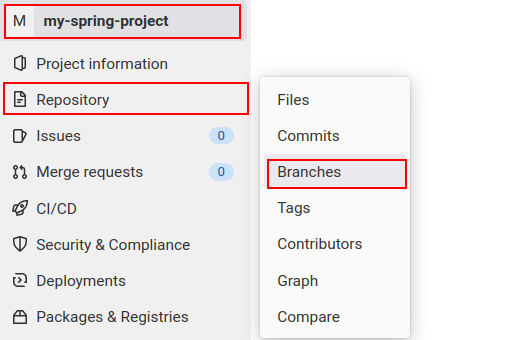 M my-spring-project
Project information
Repository
Issues 0
Merge requests 0
CI/CD
Security & Compliance
Deployments
Packages & Registries
Files
Commits
Branches
Tags
Contributors
Graph
Compare